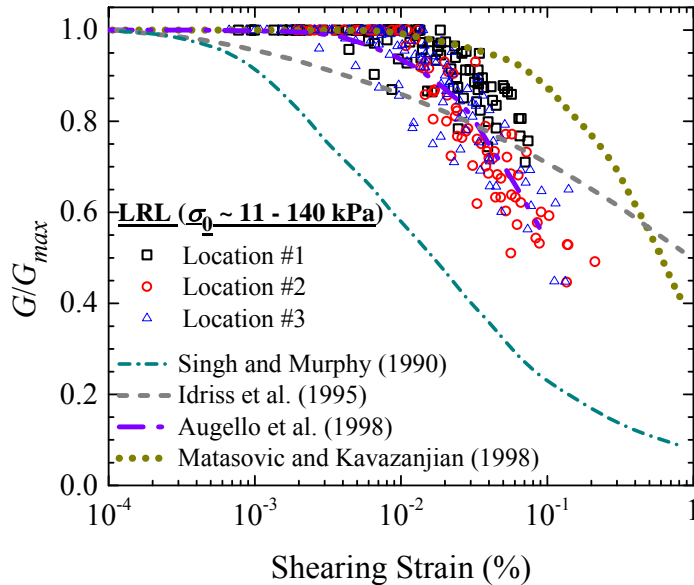 1.0
0.8
0.6
0.4
0.2
0.0
G/Gmax
LRL (σ0 ~ 11 - 140 kPa)
Location #1
Location #2
Location #3
Singh and Murphy (1990)
Idriss et al. (1995)
Augello et al. (1998)
Matasovic and Kavazanjian (1998)
10-4 10-3 10-2 10-1 1
Shearing Strain (%)